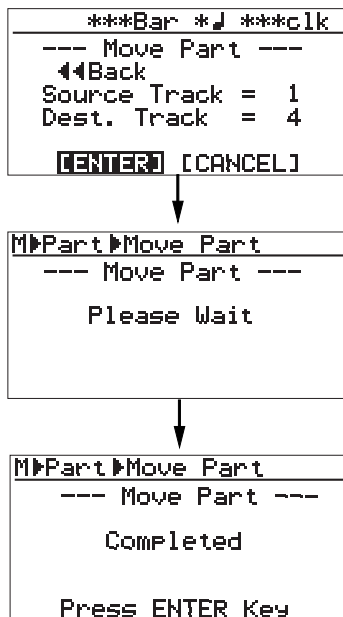 ***Bar *♩ ***clk
--- Move Part ---
◀◀Back
Source Track = 1
Dest. Track = 4
[ENTER] [CANCEL]
M▶Part▶Move Part
--- Move Part ---
Please Wait
M▶Part▶Move Part
--- Move Part ---
Completed
Press ENTER Key